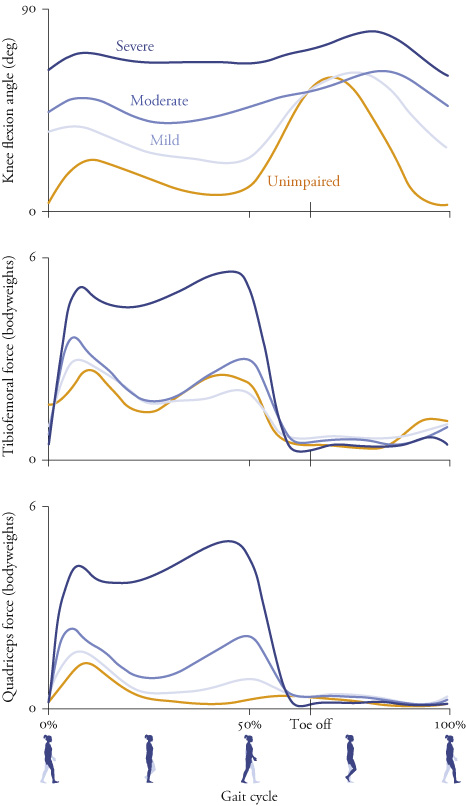 90
Knee flexion angle (deg)
Severe
Moderate
Mild
Unimpaired
0
6
Tibiofemoral force (bodyweights)
0
6
Quadriceps force (bodyweights)
0
0% 50% Toe off 100%
Gait cycle